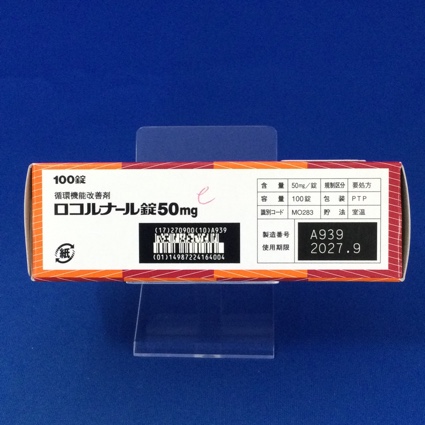 100錠
循環機能改善剤
ロコルナール錠50mg
e
(17)270900(10)A939
(01)14987224164004
紙
含 量 50mg/錠 規制区分 要処方
容 量 100錠 包 装 PTP
識別コード MO283 貯 法 室温
製造番号 A939
使用期限 2027.9